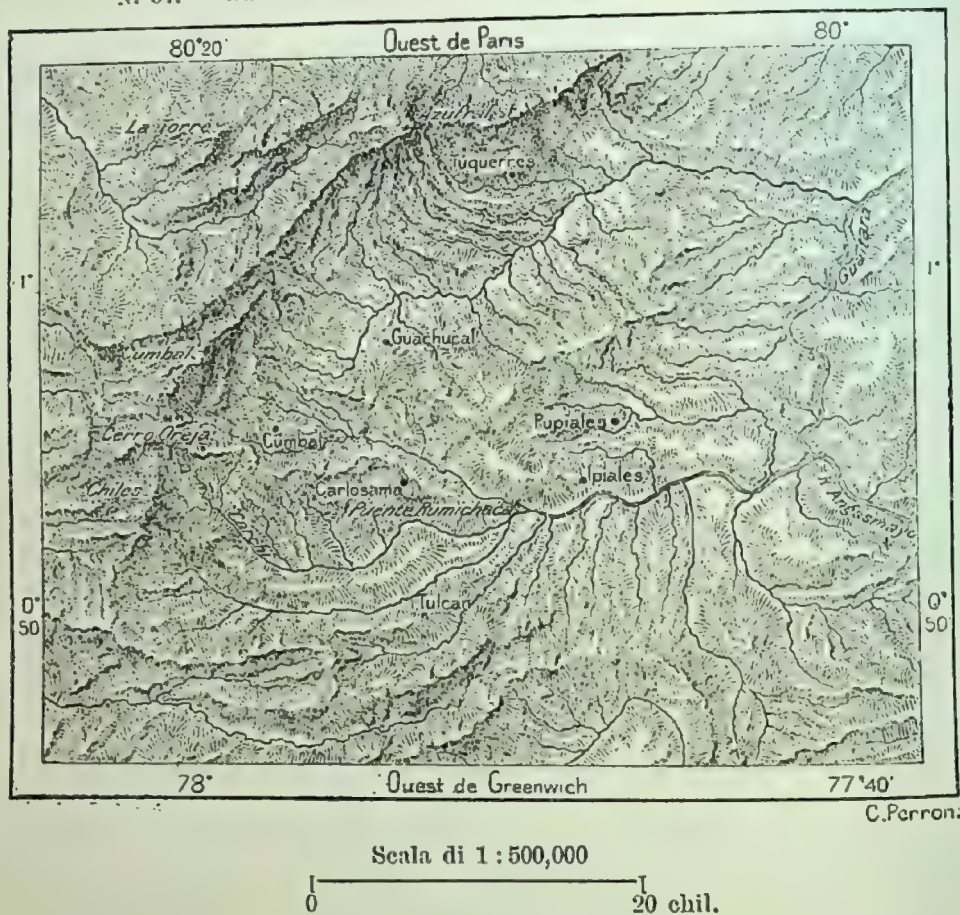 80°20'
Ouest de Paris
80°
La Torre
Azufrales
Tuquerres
1°
1°
Guaitara
Guachucal
Cumbal
Pupiales
Cerro Oreja
Cumbal
Ipiales
Chiles
Carlosama
Puente Rumichaca
Tulcan
0°
50'
0°
50'
78°
Ouest de Greenwich
77°40'
C.Perron
Scala di 1 : 500,000
0
20 chil.